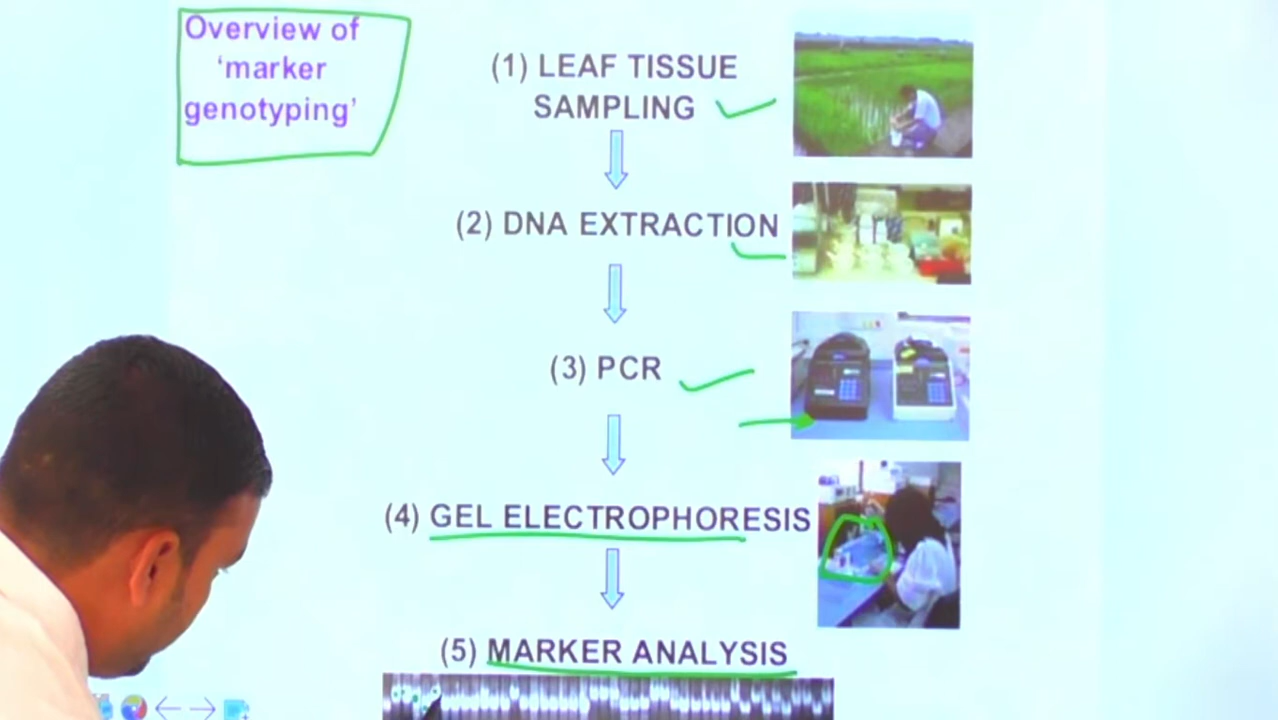 Overview of
'marker
genotyping'
(1) LEAF TISSUE
SAMPLING
(2) DNA EXTRACTION
(3) PCR
(4) GEL ELECTROPHORESIS
(5) MARKER ANALYSIS